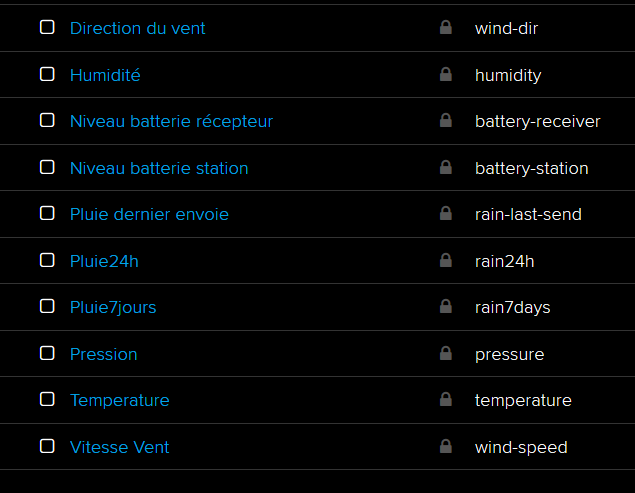 Direction du vent wind-dir
Humidité humidity
Niveau batterie récepteur battery-receiver
Niveau batterie station battery-station
Pluie dernier envoie rain-last-send
Pluie24h rain24h
Pluie7jours rain7days
Pression pressure
Temperature temperature
Vitesse Vent wind-speed